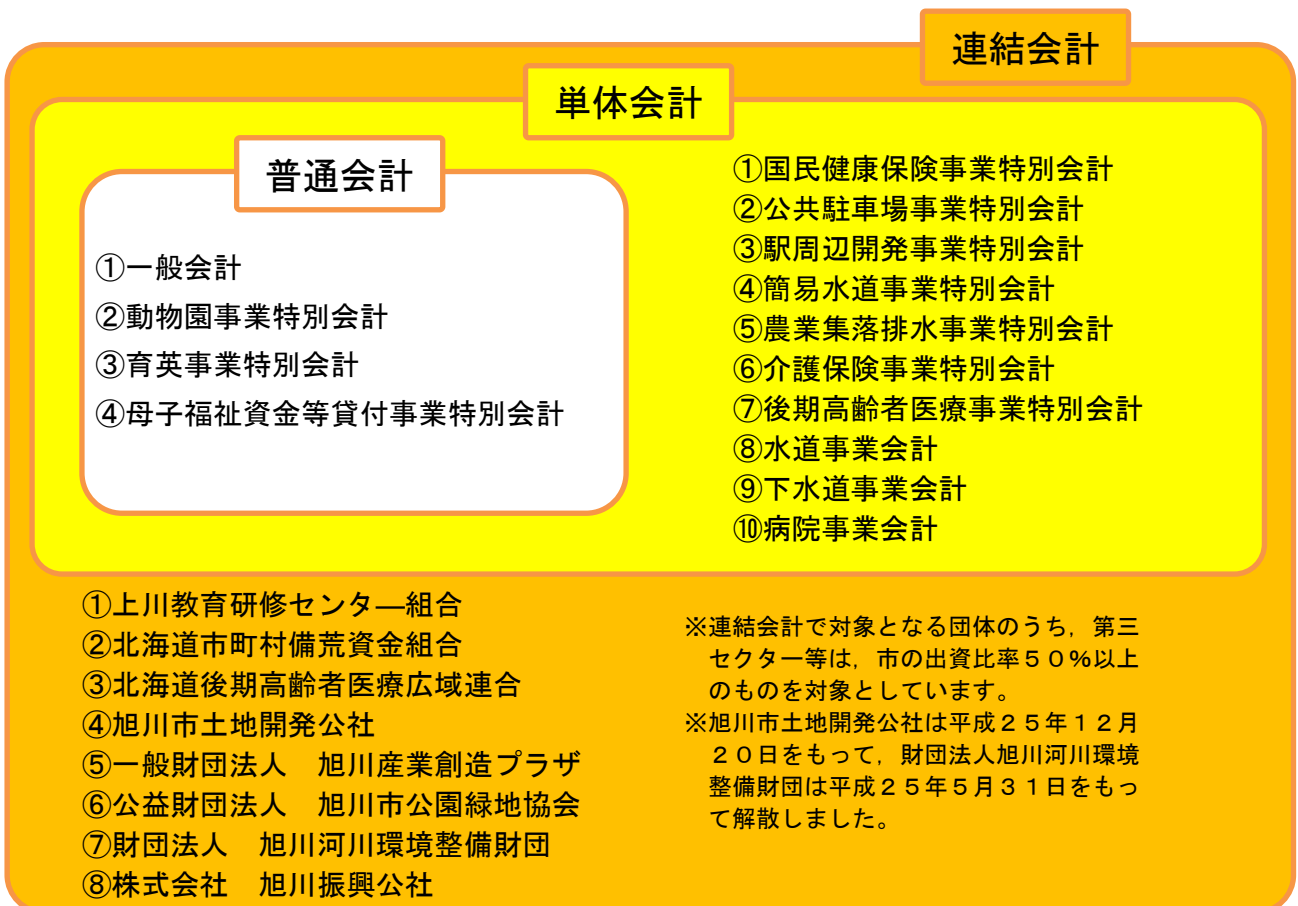 連結会計
単体会計
普通会計
①一般会計
②動物園事業特別会計
③育英事業特別会計
④母子福祉資金等貸付事業特別会計
①国民健康保険事業特別会計
②公共駐車場事業特別会計
③駅周辺開発事業特別会計
④簡易水道事業特別会計
⑤農業集落排水事業特別会計
⑥介護保険事業特別会計
⑦後期高齢者医療事業特別会計
⑧水道事業会計
⑨下水道事業会計
⑩病院事業会計
①上川教育研修センタ―組合
②北海道市町村備荒資金組合
③北海道後期高齢者医療広域連合
④旭川市土地開発公社
⑤一般財団法人　旭川産業創造プラザ
⑥公益財団法人　旭川市公園緑地協会
⑦財団法人　旭川河川環境整備財団
⑧株式会社　旭川振興公社
※連結会計で対象となる団体のうち，第三
セクター等は，市の出資比率５０％以上
のものを対象としています。
※旭川市土地開発公社は平成２５年１２月
２０日をもって，財団法人旭川河川環境
整備財団は平成２５年５月３１日をもっ
て解散しました。